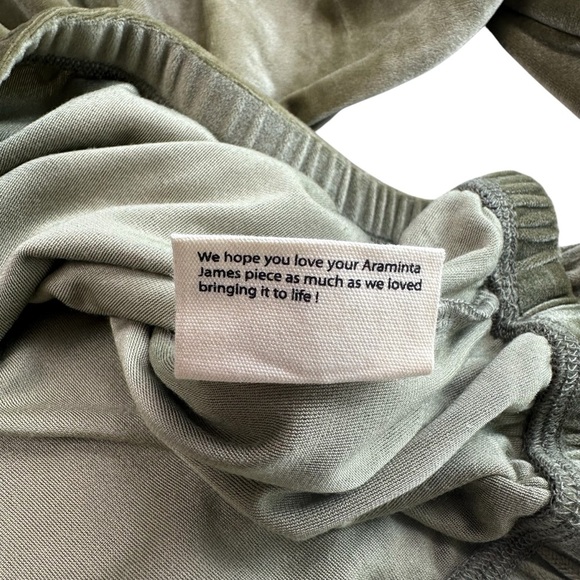 We hope you love your Araminta
James piece as much as we loved
bringing it to life !